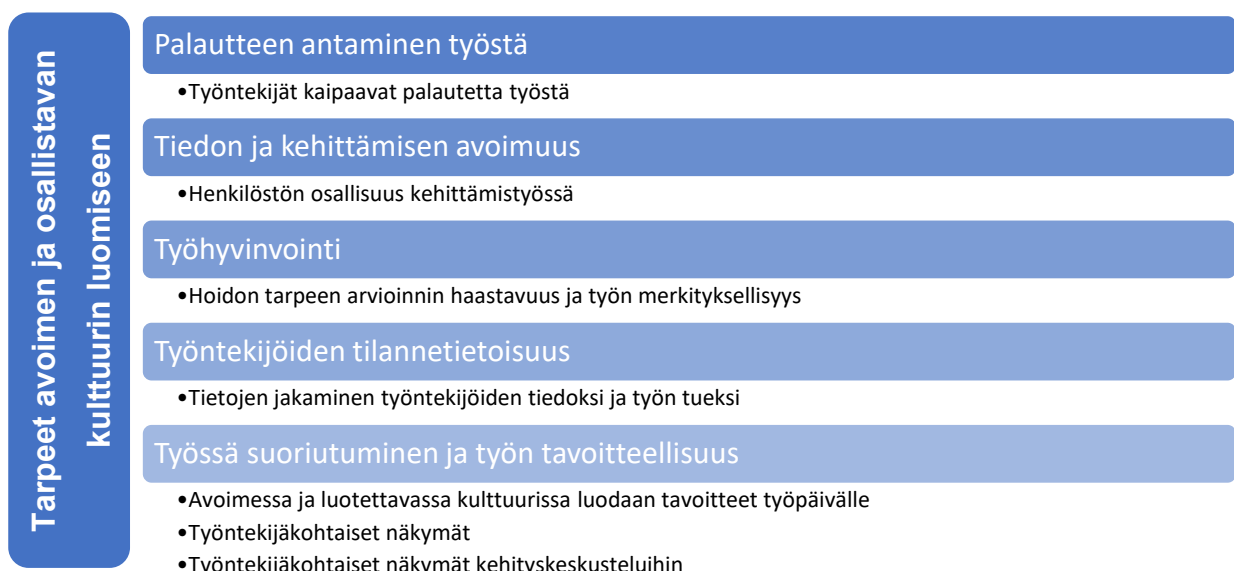 Tarpeet avoimen ja osallistavan
kulttuurin luomiseen
Palautteen antaminen työstä
•Työntekijät kaipaavat palautetta työstä
Tiedon ja kehittämisen avoimuus
•Henkilöstön osallisuus kehittämistyössä
Työhyvinvointi
•Hoidon tarpeen arvioinnin haastavuus ja työn merkityksellisyys
Työntekijöiden tilannetietoisuus
•Tietojen jakaminen työntekijöiden tiedoksi ja työn tueksi
Työssä suoriutuminen ja työn tavoitteellisuus
•Avoimessa ja luotettavassa kulttuurissa luodaan tavoitteet työpäivälle
•Työntekijäkohtaiset näkymät
•Työntekijäkohtaiset näkymät kehityskeskusteluihin